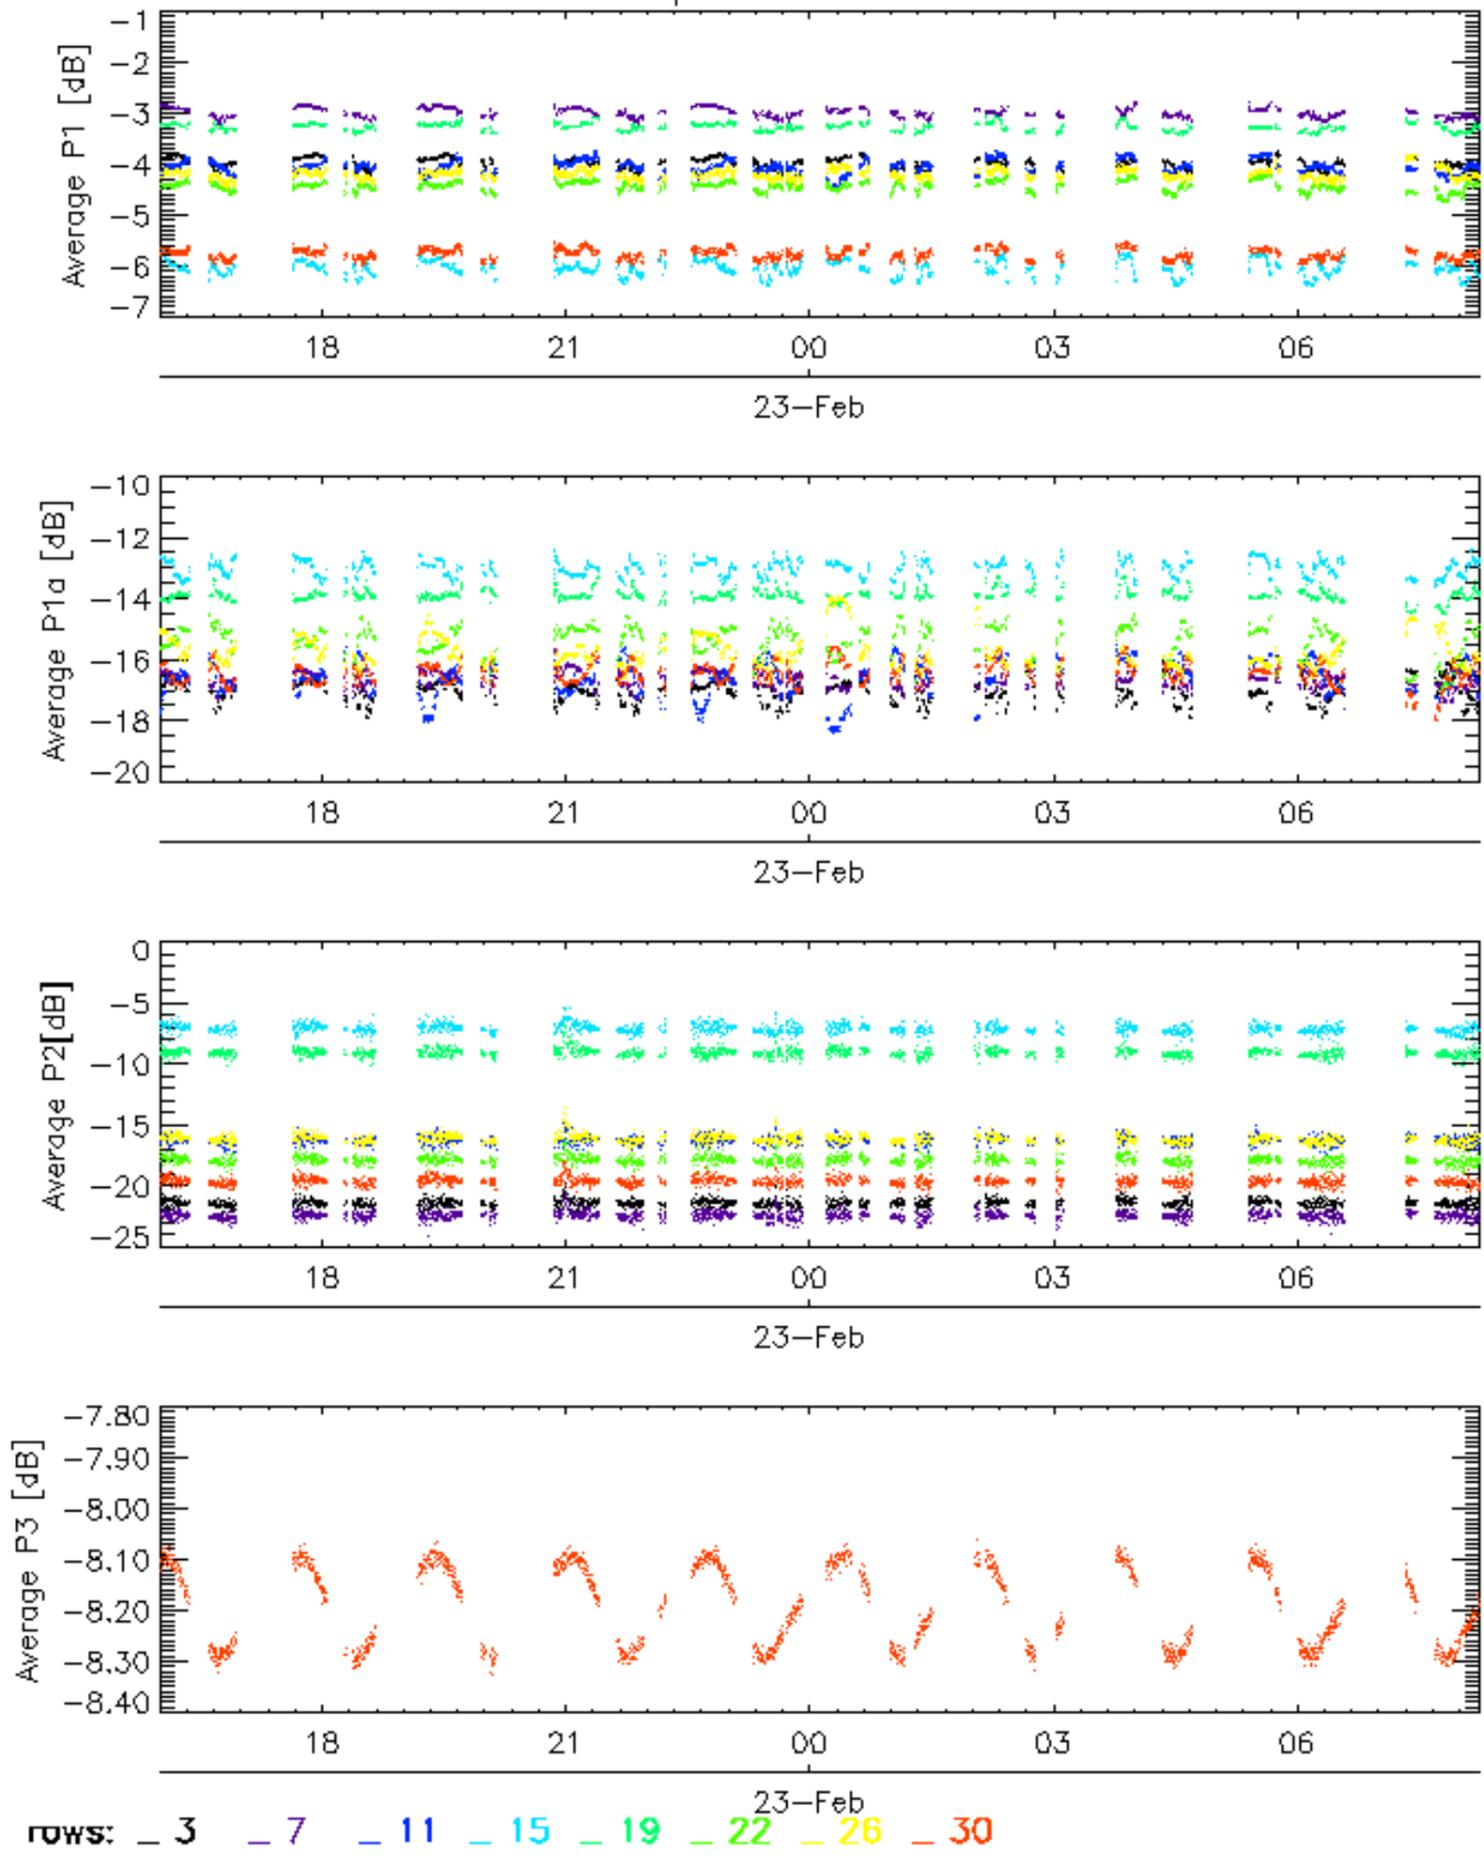 -1
-2
-3
-4
-5
-6
-7
Average P1 [dB]
18 21 00 03 06
23-Feb
-10
-12
-14
-16
-18
-20
Average P1a [dB]
18 21 00 03 06
23-Feb
0
-5
-10
-15
-20
-25
Average P2[dB]
18 21 00 03 06
23-Feb
-7.80
-7.90
-8.00
-8.10
-8.20
-8.30
-8.40
Average P3 [dB]
18 21 00 03 06
23-Feb
rows: _ 3 _ 7 _ 11 _ 15 _ 19 _ 22 _ 26 _ 30